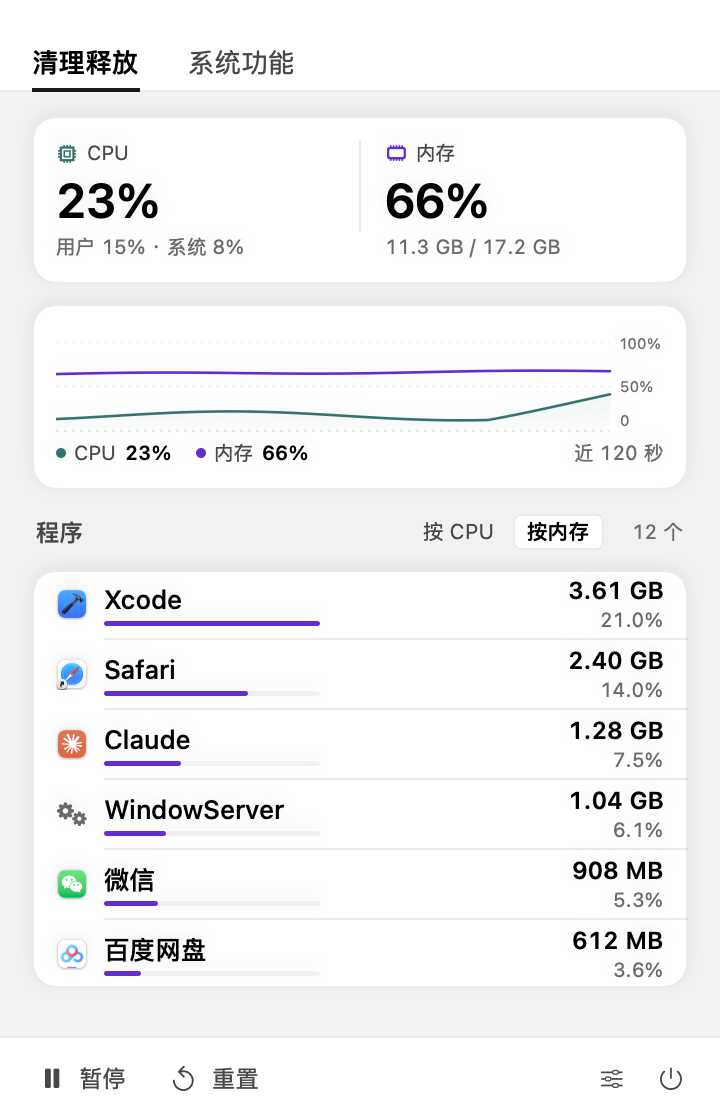 清理释放 系统功能
CPU 内存
23% 66%
用户 15% · 系统 8% 11.3 GB / 17.2 GB
100%
50%
0
CPU 23% 内存 66% 近 120 秒
程序 按 CPU 按内存 12 个
Xcode 3.61 GB
21.0%
Safari 2.40 GB
14.0%
Claude 1.28 GB
7.5%
WindowServer 1.04 GB
6.1%
微信 908 MB
5.3%
百度网盘 612 MB
3.6%
暂停 重置